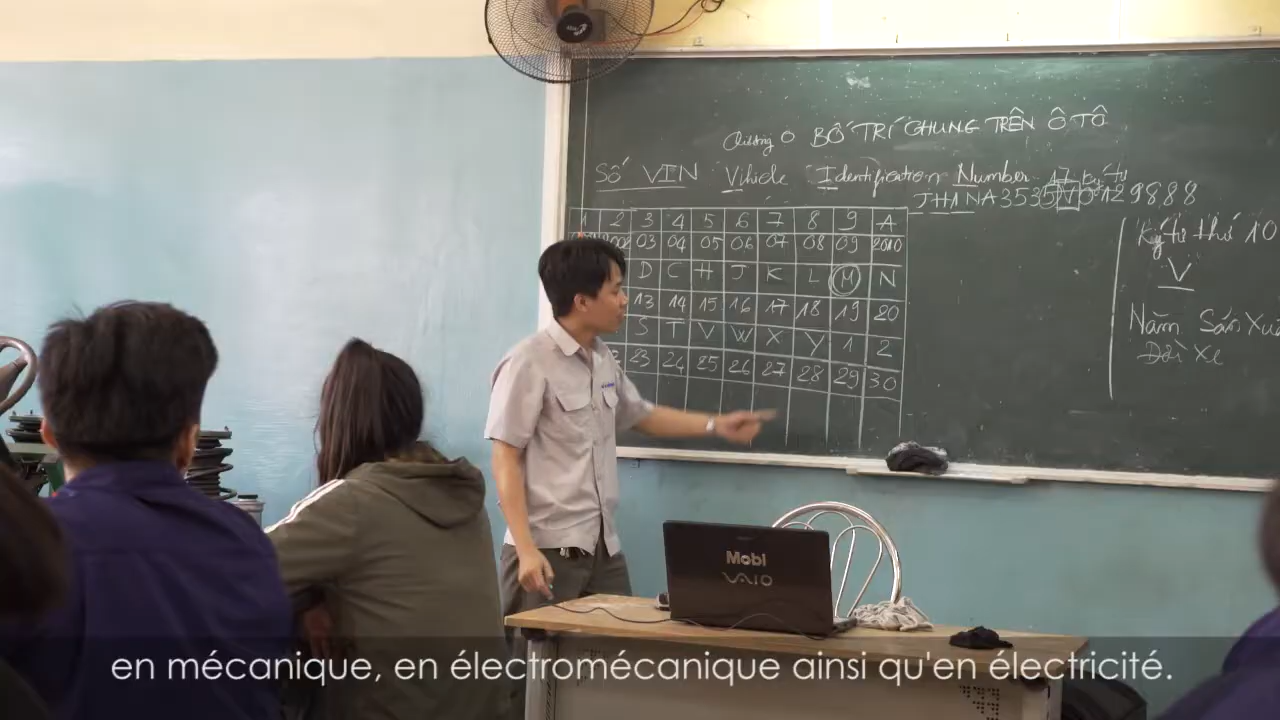 Chương 0 BỐ TRÍ CHUNG TRÊN Ô TÔ
SỐ VIN Vihicle Identification Number 17 Ký tự
JH1NA3535V0129888
1 2 3 4 5 6 7 8 9 A
03 04 05 06 07 08 09 2010
D C H J K L M N
13 14 15 16 17 18 19 20
S T V W X Y 1 2
23 24 25 26 27 28 29 30
Ký tự thứ 10
V
Năm Sản Xuấ
Đời Xe
Mobi
VAIO
en mécanique, en électromécanique ainsi qu'en électricité.